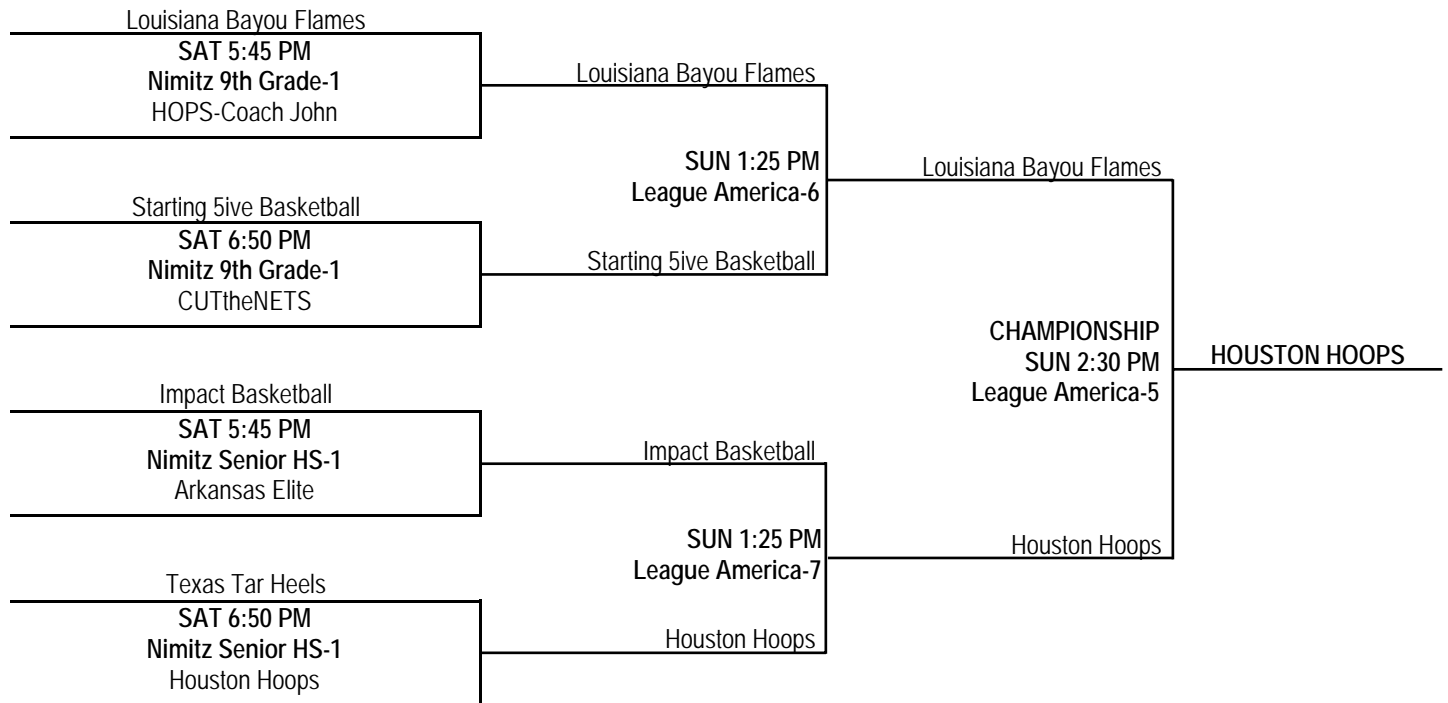 Louisiana Bayou Flames
SAT 5:45 PM
Nimitz 9th Grade-1
HOPS-Coach John
Starting 5ive Basketball
SAT 6:50 PM
Nimitz 9th Grade-1
CUTtheNETS
Impact Basketball
SAT 5:45 PM
Nimitz Senior HS-1
Arkansas Elite
Texas Tar Heels
SAT 6:50 PM
Nimitz Senior HS-1
Houston Hoops
Louisiana Bayou Flames
SUN 1:25 PM
League America-6
Starting 5ive Basketball
Impact Basketball
SUN 1:25 PM
League America-7
Houston Hoops
Louisiana Bayou Flames
CHAMPIONSHIP
SUN 2:30 PM
League America-5
Houston Hoops
HOUSTON HOOPS